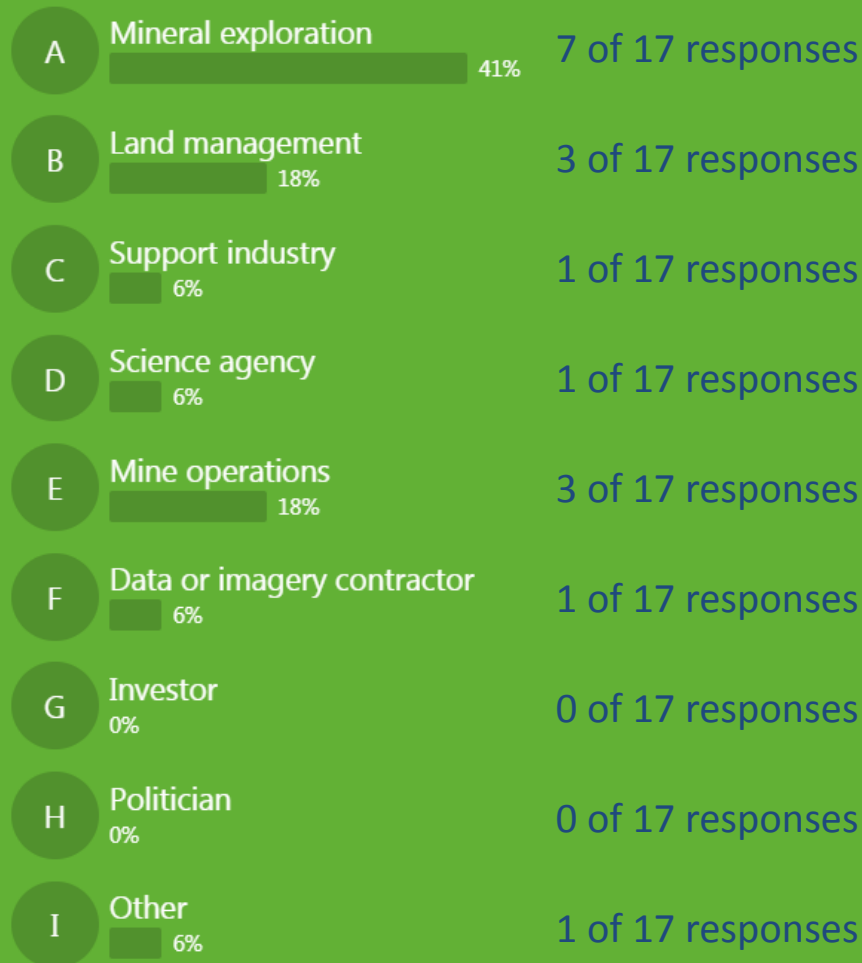 A Mineral exploration
41% 7 of 17 responses
B Land management
18% 3 of 17 responses
C Support industry
6% 1 of 17 responses
D Science agency
6% 1 of 17 responses
E Mine operations
18% 3 of 17 responses
F Data or imagery contractor
6% 1 of 17 responses
G Investor
0% 0 of 17 responses
H Politician
0% 0 of 17 responses
I Other
6% 1 of 17 responses